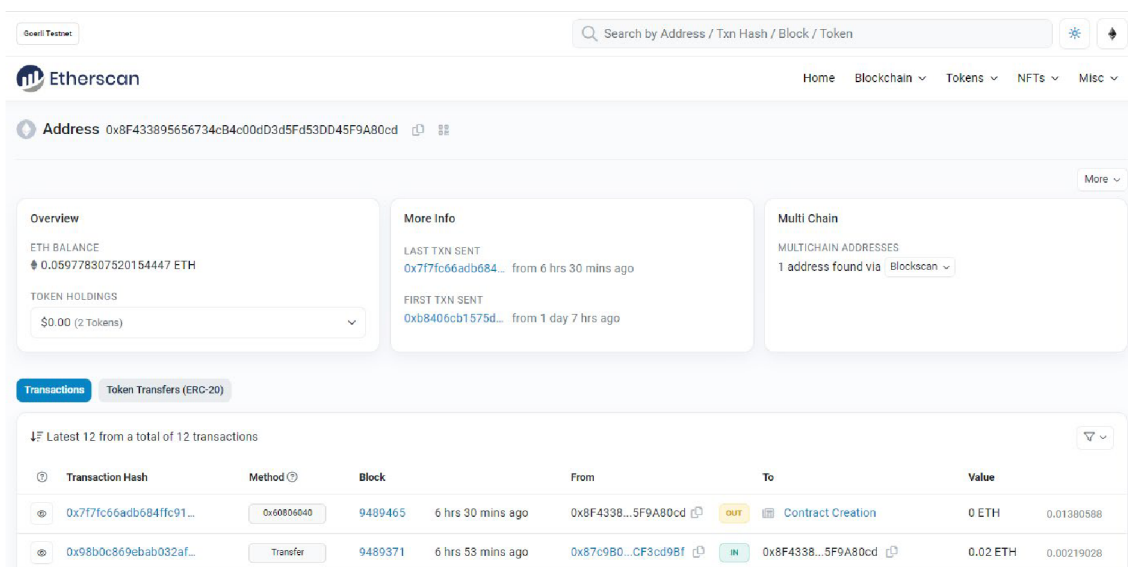 Goerli Testnet
Search by Address / Txn Hash / Block / Token
Etherscan
Home Blockchain Tokens NFTs Misc
Address 0x8F433895656734cB4c00dD3d5Fd53DD45F9A80cd
More
Overview
ETH BALANCE
0.059778307520154447 ETH
TOKEN HOLDINGS
$0.00 (2 Tokens)
More Info
LAST TXN SENT
0x7f7fc66adb684... from 6 hrs 30 mins ago
FIRST TXN SENT
0xb8406cb1575d... from 1 day 7 hrs ago
Multi Chain
MULTICHAIN ADDRESSES
1 address found via Blockscan
Transactions Token Transfers (ERC-20)
Latest 12 from a total of 12 transactions
Transaction Hash Method Block From To Value
0x7f7fc66adb684ffc91... 0x60806040 9489465 6 hrs 30 mins ago 0x8F4338...5F9A80cd OUT Contract Creation 0 ETH 0.01380588
0x98b0c869ebab032af... Transfer 9489371 6 hrs 53 mins ago 0x87c9B0...CF3cd9Bf IN 0x8F4338...5F9A80cd 0.02 ETH 0.00219028